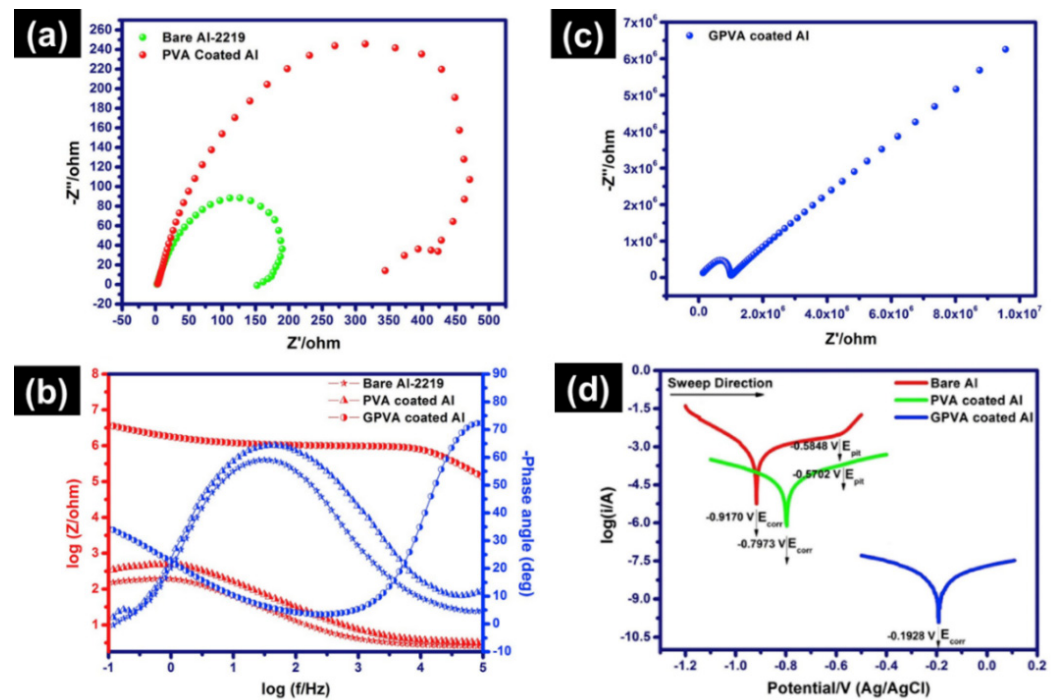 (a)
Bare Al-2219
PVA Coated Al
260
240
220
200
180
160
140
120
100
80
60
40
20
0
-20
-Z''/ohm
-50 0 50 100 150 200 250 300 350 400 450 500
Z'/ohm
(c)
GPVA coated Al
7x10⁶
6x10⁶
5x10⁶
4x10⁶
3x10⁶
2x10⁶
1x10⁶
0
-Z''/ohm
0.0 2.0x10⁶ 4.0x10⁶ 6.0x10⁶ 8.0x10⁶ 1.0x10⁷
Z'/ohm
(b)
Bare Al-2219
PVA coated Al
GPVA coated Al
8
7
6
5
4
3
2
1
log (Z/ohm)
90
80
70
60
50
40
30
20
10
0
-10
-Phase angle (deg)
-1 0 1 2 3 4 5
log (f/Hz)
(d)
Sweep Direction
Bare Al
PVA coated Al
GPVA coated Al
0.0
-1.5
-3.0
-4.5
-6.0
-7.5
-9.0
-10.5
log(i/A)
-0.5848 V Epit
-0.5702 V Epit
-0.9170 V Ecorr
-0.7973 V Ecorr
-0.1928 V Ecorr
-1.2 -1.0 -0.8 -0.6 -0.4 -0.2 0.0 0.2
Potential/V (Ag/AgCl)